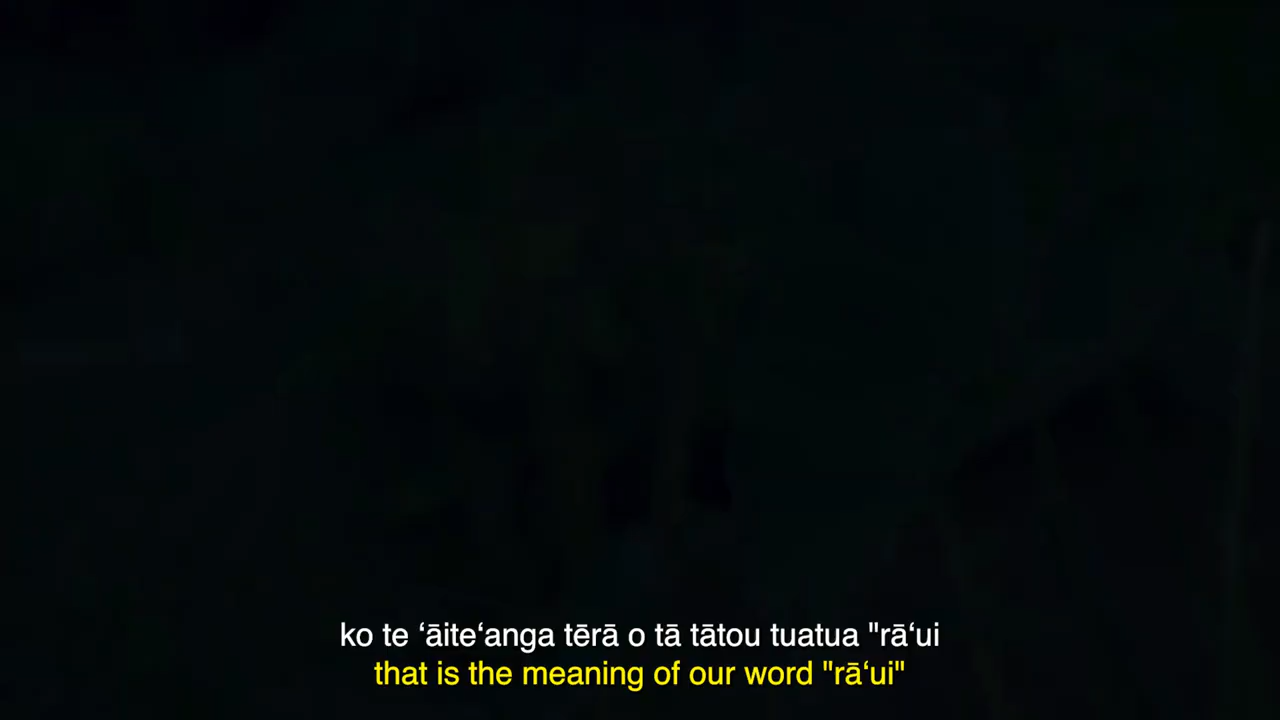 ko te ʻāiteʻanga tērā o tā tātou tuatua "rāʻui
that is the meaning of our word "rāʻui"